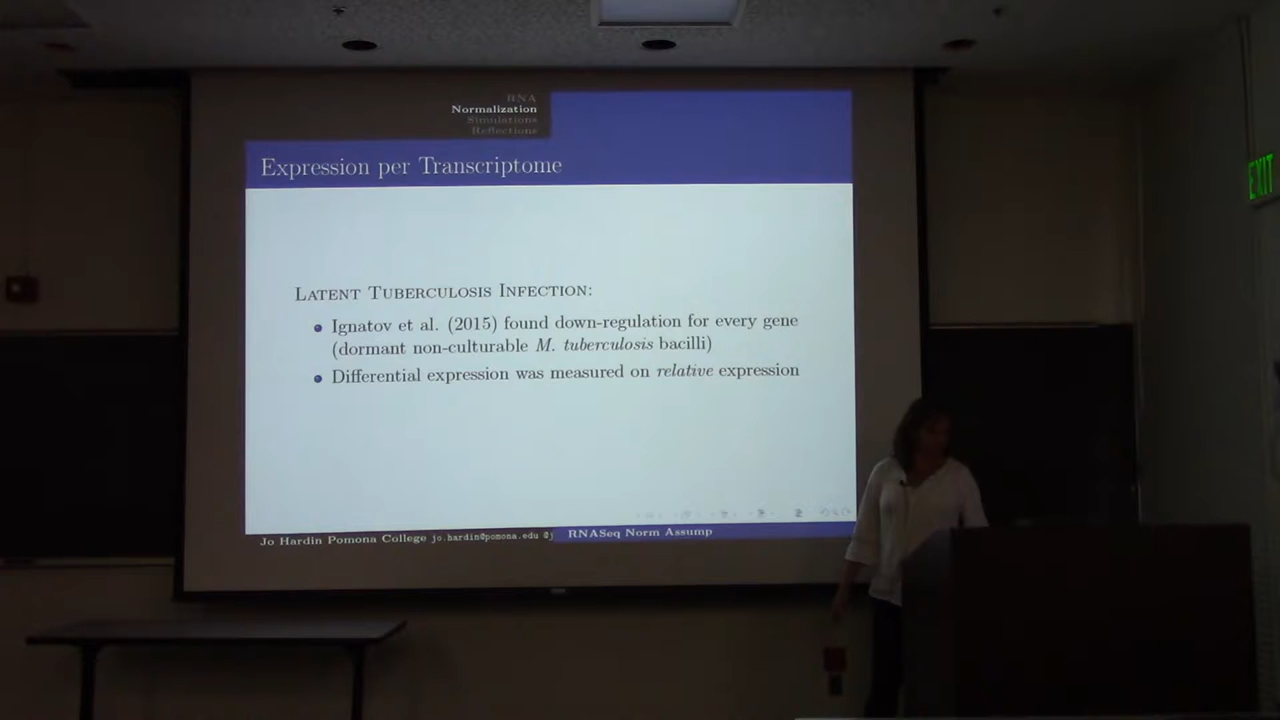 RNA
Normalization
Simulations
Reflections
Expression per Transcriptome
LATENT TUBERCULOSIS INFECTION:
Ignatov et al. (2015) found down-regulation for every gene
(dormant non-culturable M. tuberculosis bacilli)
Differential expression was measured on relative expression
Jo Hardin Pomona College jo.hardin@pomona.edu @j
RNASeq Norm Assump
EXIT